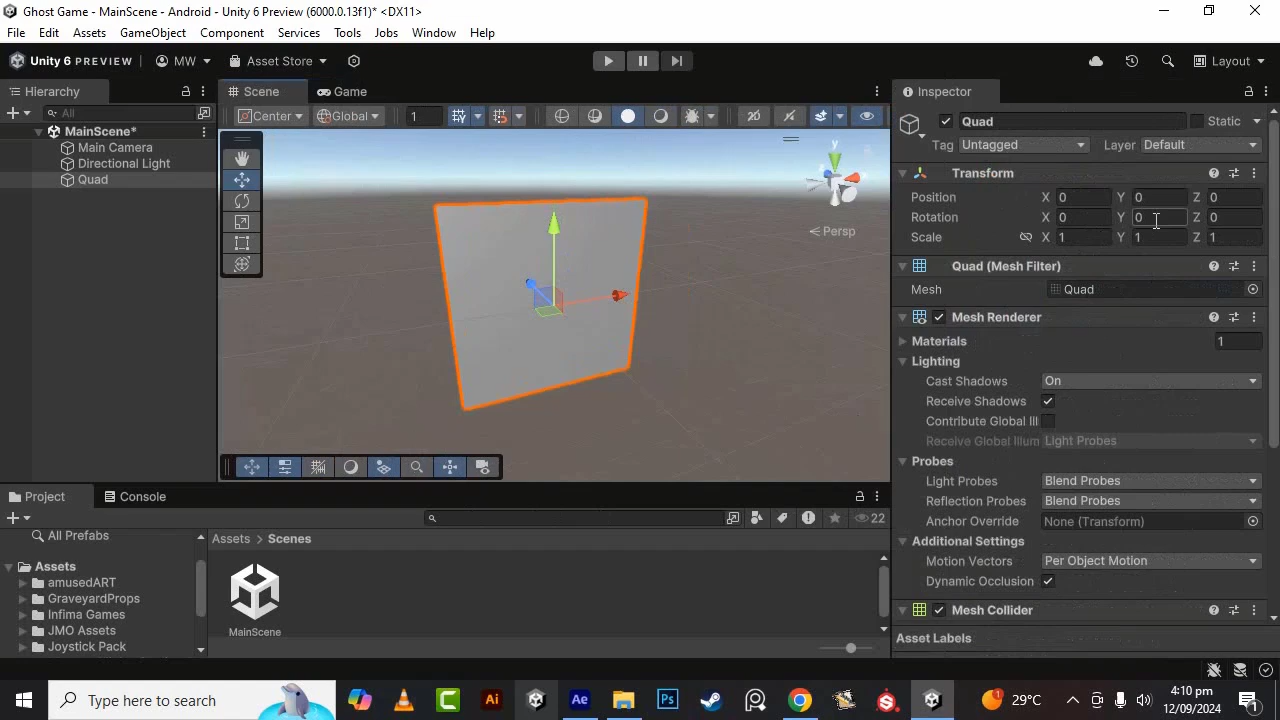 Ghost Game - MainScene - Android - Unity 6 Preview (6000.0.13f1)* <DX11>
File Edit Assets GameObject Component Services Tools Jobs Window Help
Unity 6 PREVIEW MW Asset Store Layout
Hierarchy Scene Game Inspector
All Center Global 1 2D Quad Static
MainScene* Tag Untagged Layer Default
Main Camera
Directional Light y Transform
Quad Position X 0 Y 0 Z 0
Rotation X 0 Y 0 Z 0
Persp Scale X 1 Y 1 Z 1
Quad (Mesh Filter)
Mesh Quad
Mesh Renderer
Materials 1
Lighting
Cast Shadows On
Receive Shadows
Contribute Global Ill
Receive Global Illum Light Probes
Probes
Light Probes Blend Probes
Reflection Probes Blend Probes
Anchor Override None (Transform)
Additional Settings
Motion Vectors Per Object Motion
Dynamic Occlusion
Mesh Collider
Asset Labels
Project Console
22
All Prefabs Assets > Scenes
Assets
amusedART
GraveyardProps
Infima Games
JMO Assets MainScene
Joystick Pack
Type here to search Ai Ae Ps 1 29°C 4:10 pm
12/09/2024 1